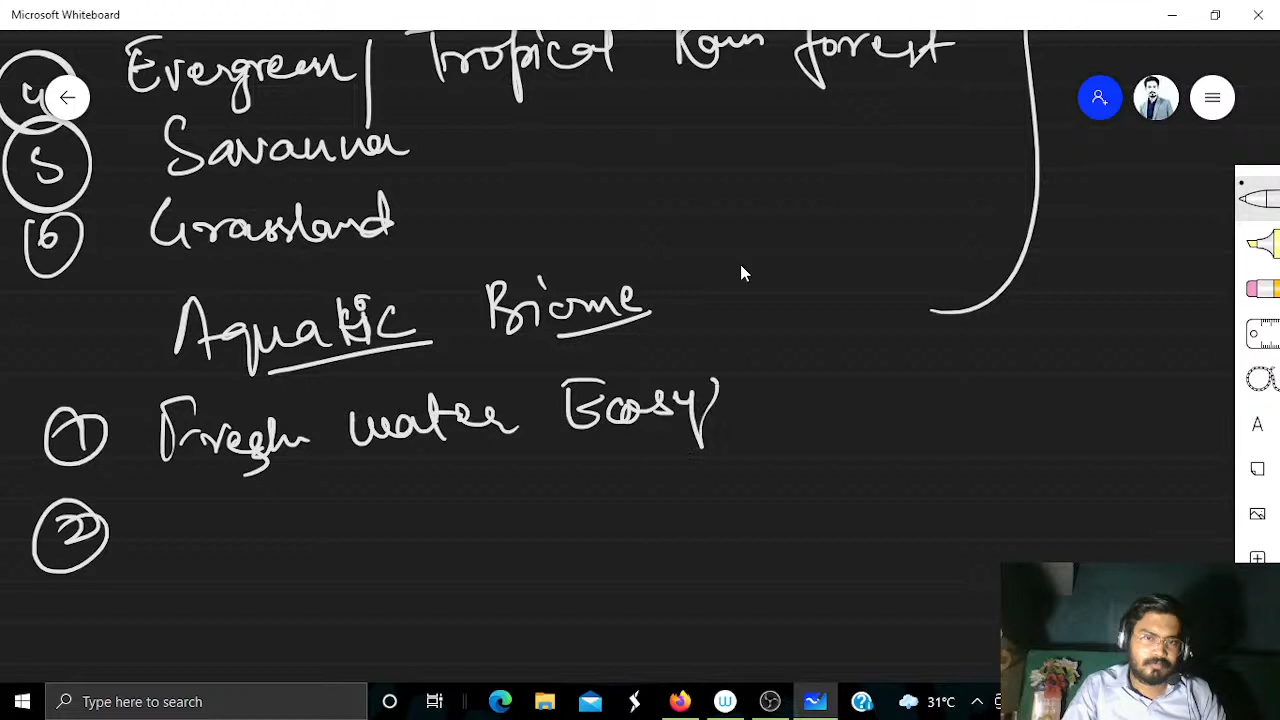 Microsoft Whiteboard
4 Evergreen / Tropical Rain forest
5 Savanna
6 Grassland
Aquatic Biome
1 Fresh water Ecosy
2
A
Type here to search
31°C